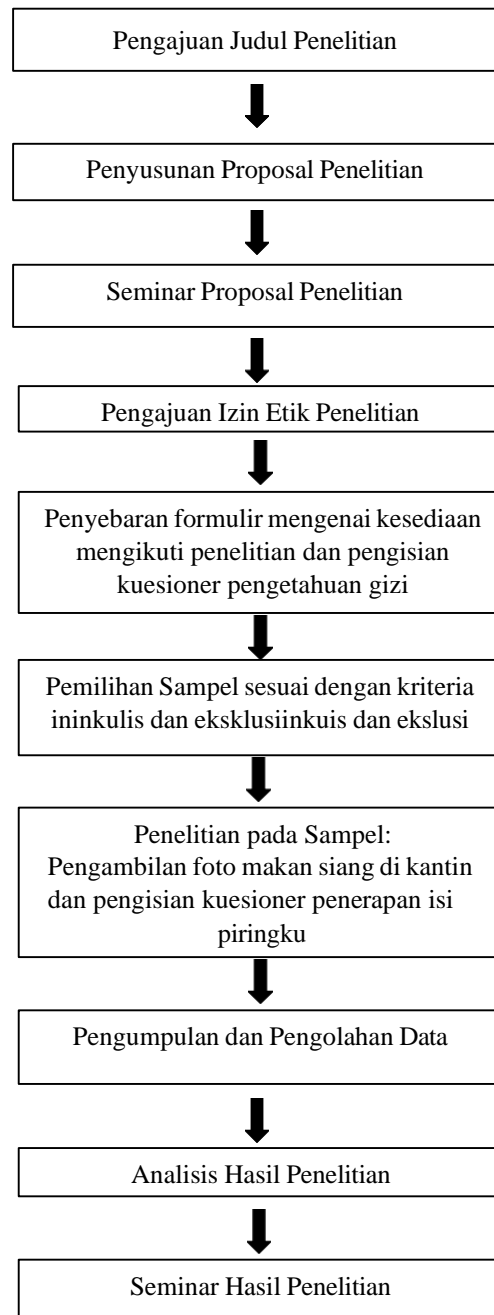 Pengajuan Judul Penelitian
Penyusunan Proposal Penelitian
Seminar Proposal Penelitian
Pengajuan Izin Etik Penelitian
Penyebaran formulir mengenai kesediaan
mengikuti penelitian dan pengisian
kuesioner pengetahuan gizi
Pemilihan Sampel sesuai dengan kriteria
ininkulis dan eksklusiinkuis dan ekslusi
Penelitian pada Sampel:
Pengambilan foto makan siang di kantin
dan pengisian kuesioner penerapan isi
piringku
Pengumpulan dan Pengolahan Data
Analisis Hasil Penelitian
Seminar Hasil Penelitian